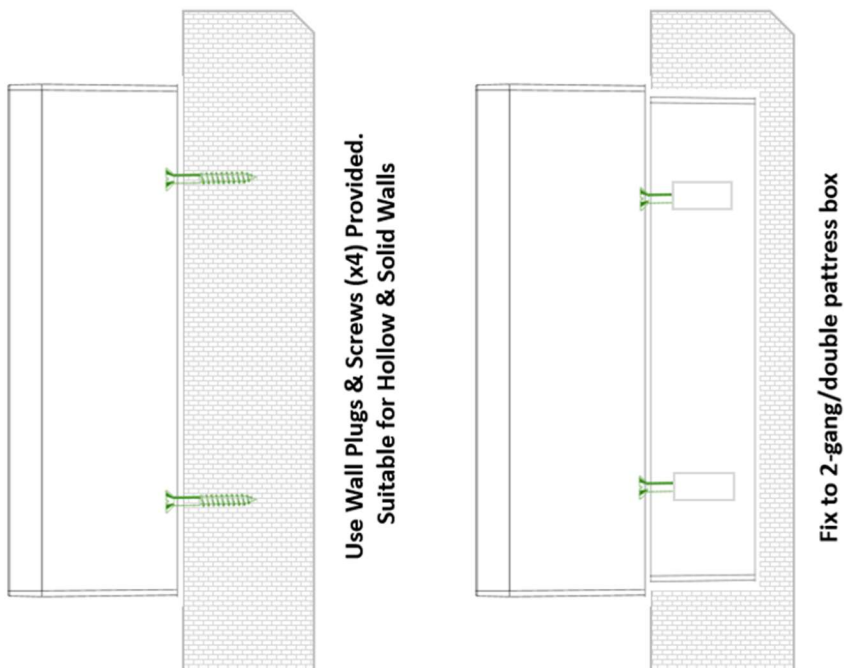 Use Wall Plugs & Screws (x4) Provided.
Suitable for Hollow & Solid Walls
Fix to 2-gang/double pattress box